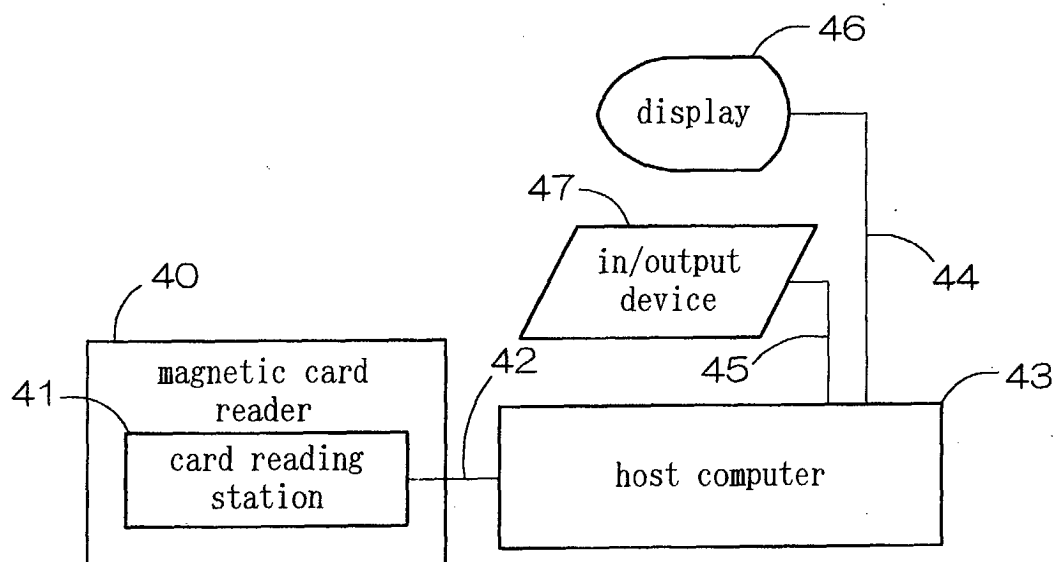 46
display
47
in/output
device
44
40
magnetic card
reader
41
card reading
station
42
45
43
host computer